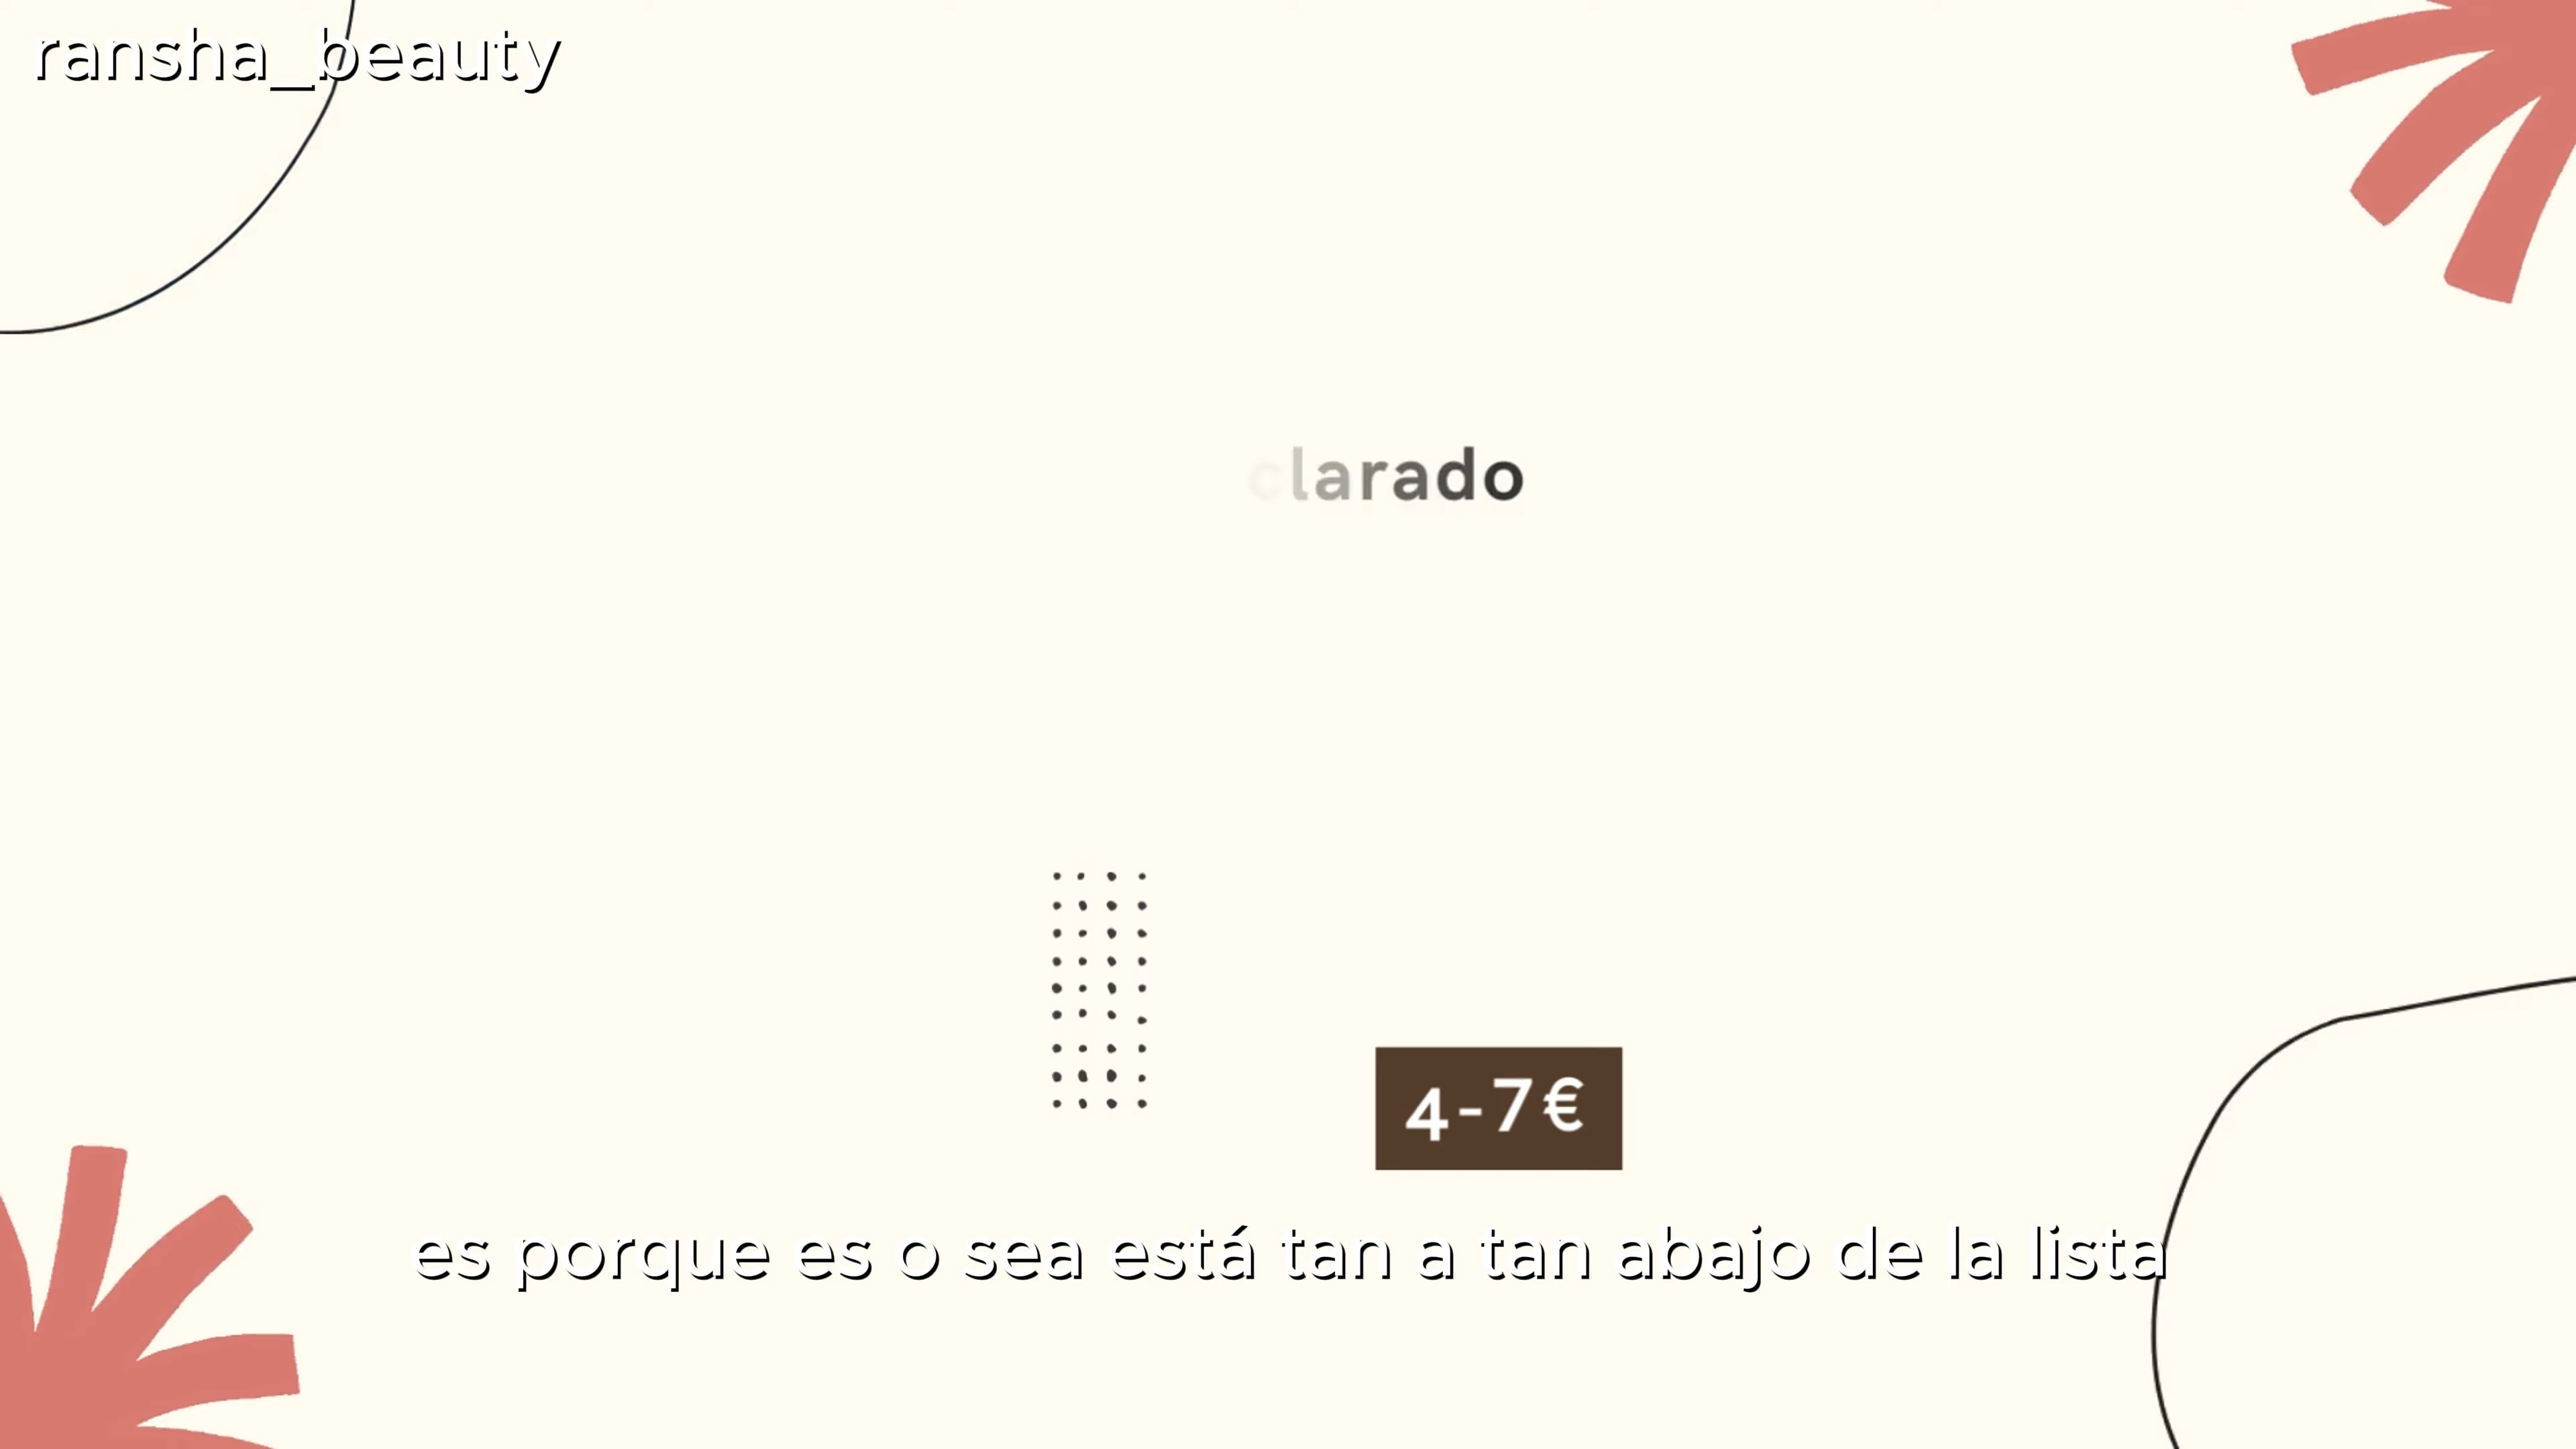 ransha_beauty
clarado
4-7€
es porque es o sea está tan a tan abajo de la lista